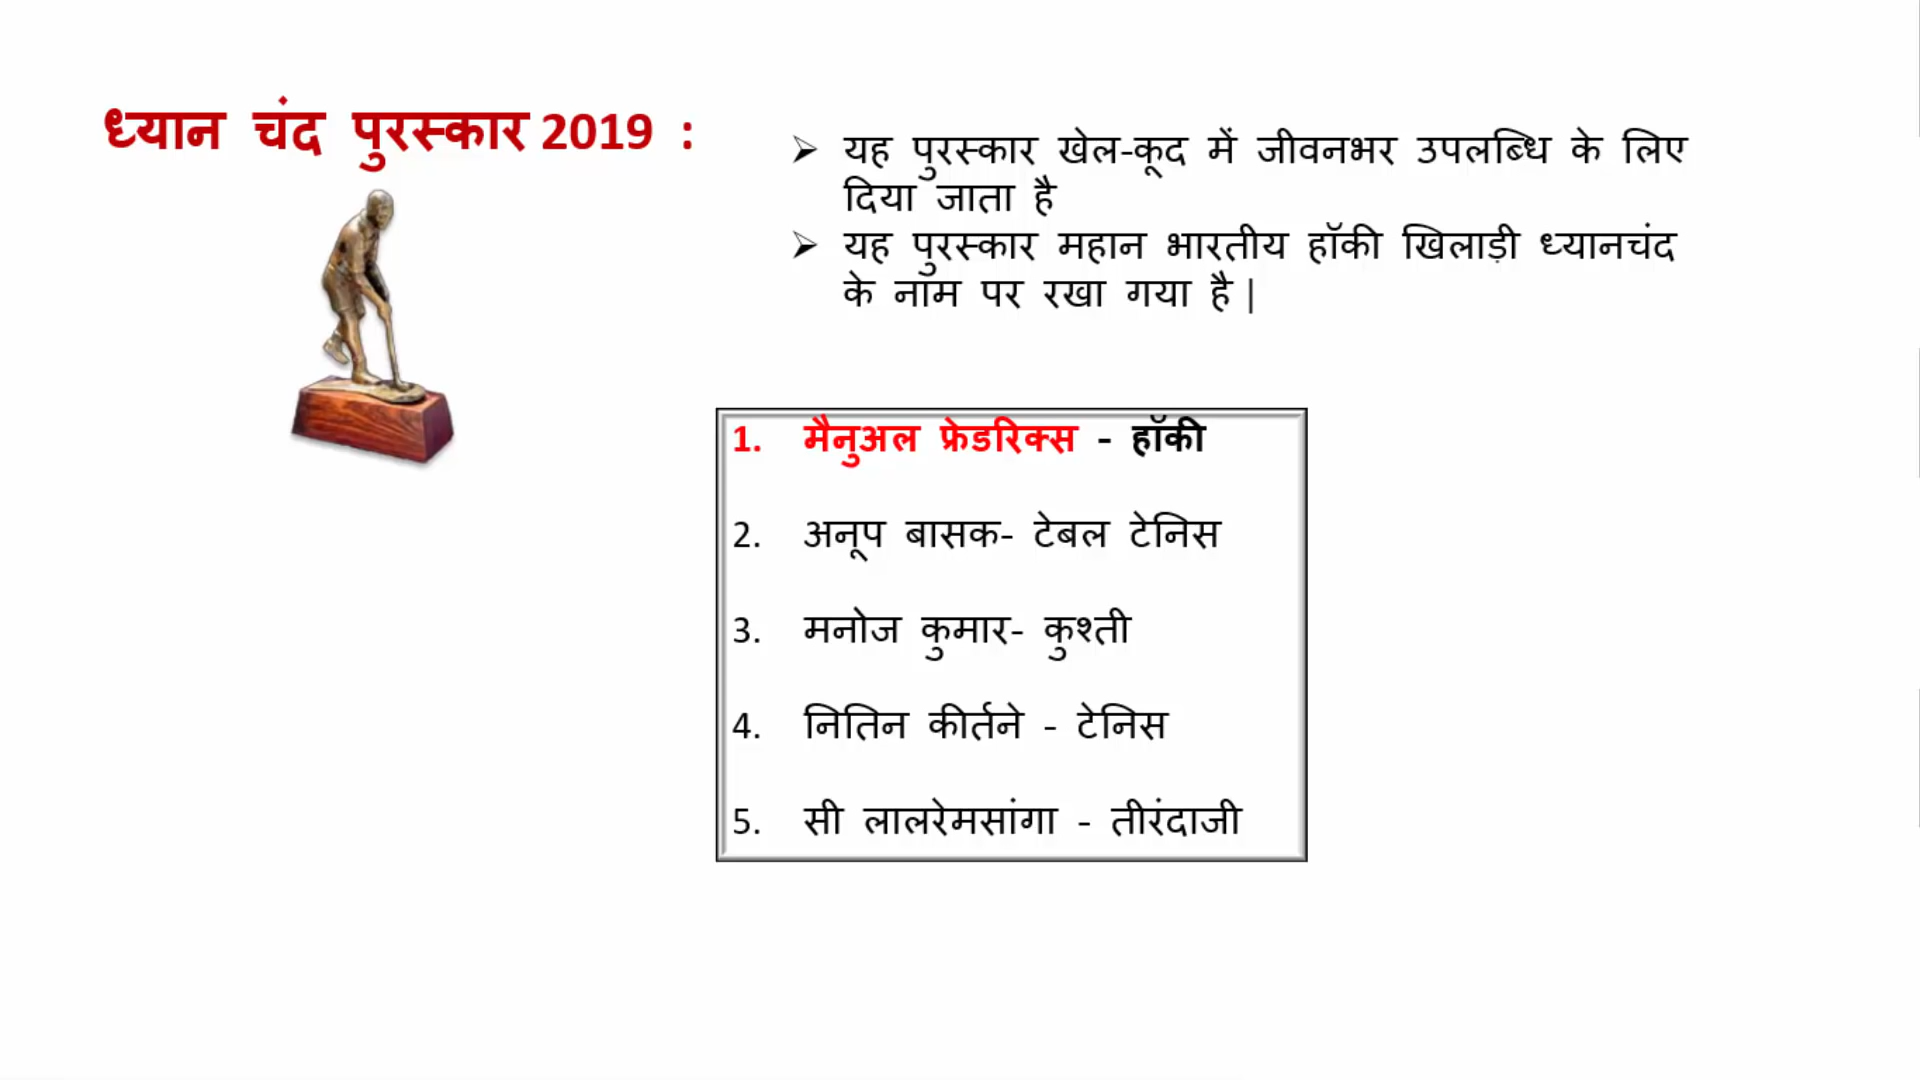 ध्यान चंद पुरस्कार 2019 :
➢ यह पुरस्कार खेल-कूद में जीवनभर उपलब्धि के लिए
दिया जाता है
➢ यह पुरस्कार महान भारतीय हॉकी खिलाड़ी ध्यानचंद
के नाम पर रखा गया है |
1. मैनुअल फ्रेडरिक्स - हॉकी
2. अनूप बासक- टेबल टेनिस
3. मनोज कुमार- कुश्ती
4. नितिन कीर्तने - टेनिस
5. सी लालरेमसांगा - तीरंदाजी